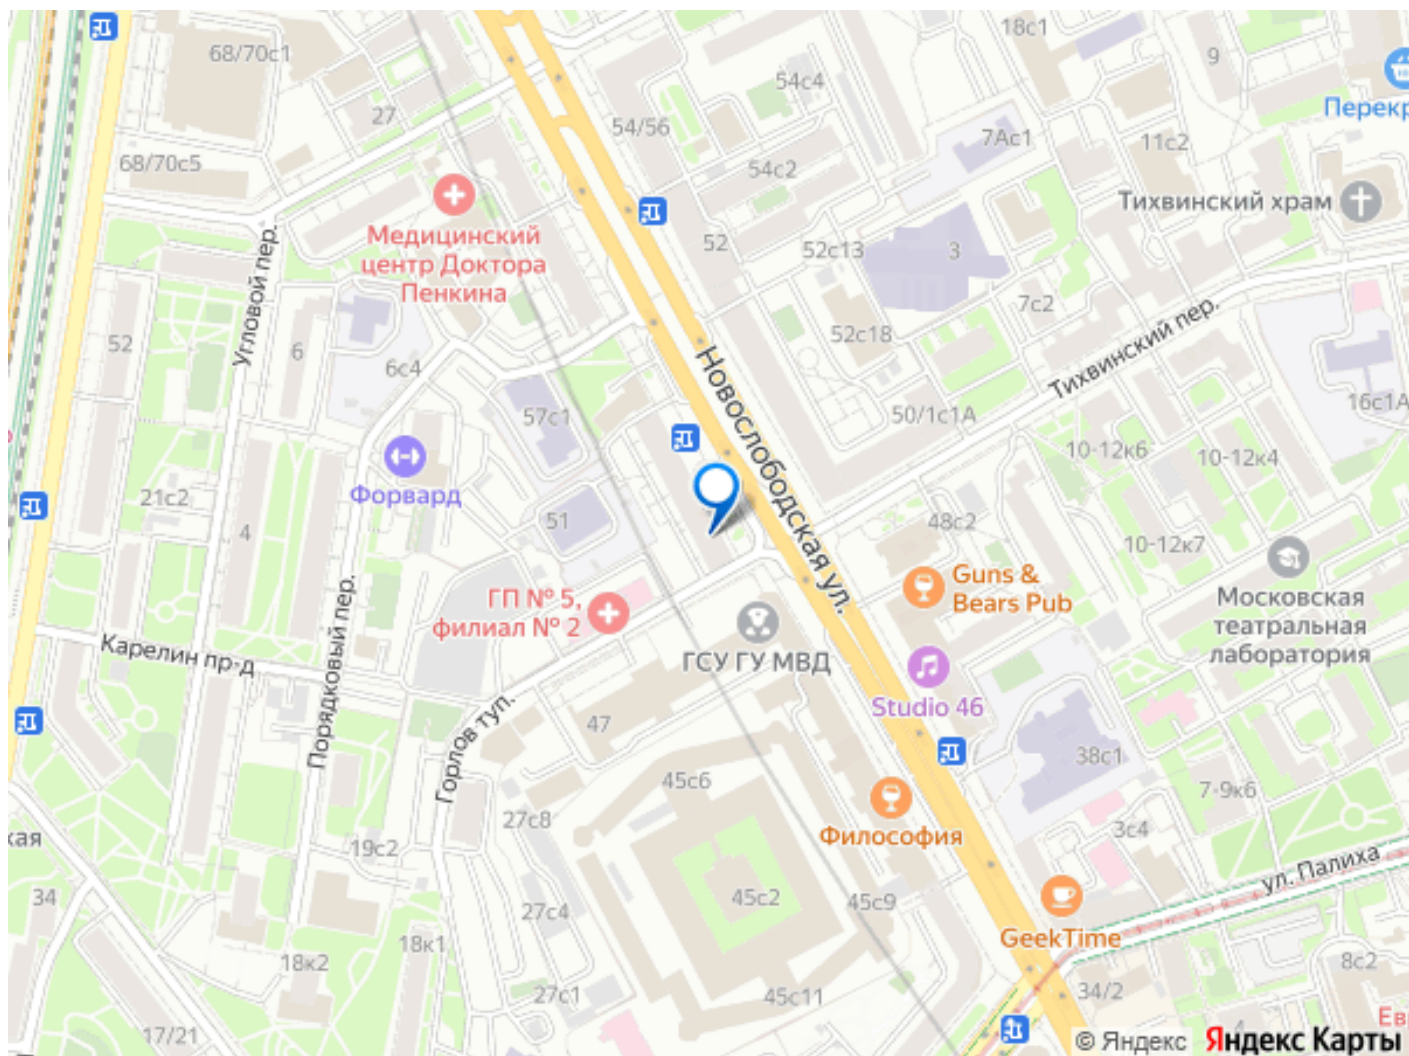 68/70с1
18с1
9
54с4
27
54/56
Перекр
7Ас1
11с2
68/70с5
54с2
Тихвинский храм
Медицинский
центр Доктора
Пенкина
52
52с13
3
Угловой пер.
7с2
52
6
6с4
52с18
Тихвинский пер.
Новослободская ул.
57с1
50/1с1А
16с1А
10-12к6
10-12к4
Форвард
21с2
51
4
48с2
10-12к7
Guns &
Bears Pub
ГП № 5,
филиал № 2
Московская
театральная
лаборатория
Карелин пр-д
Порядковый пер.
ГСУ ГУ МВД
Studio 46
Горлов туп.
47
38с1
45с6
7-9к6
27с8
3с4
кая
19с2
Философия
ул. Палиха
34
45с2
45с9
27с4
GeekTime
18к1
18к2
8с2
27с1
45с11
34/2
17/21
4
Ев
© Яндекс
Яндекс Карты